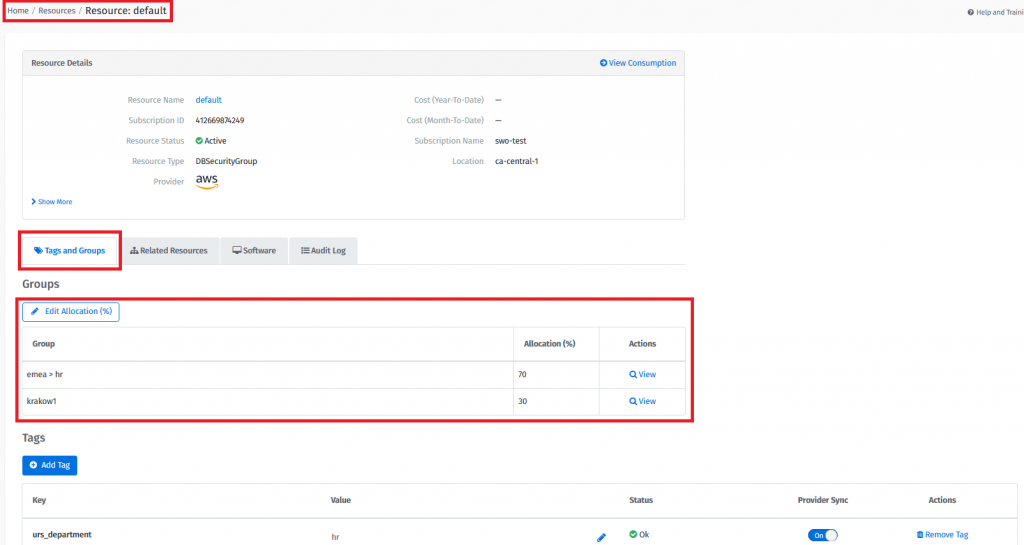 Home / Resources / Resource: default
Help and Traini
Resource Details
View Consumption
Resource Name default
Cost (Year-To-Date) —
Subscription ID 412669874249
Cost (Month-To-Date) —
Resource Status Active
Subscription Name swo-test
Resource Type DBSecurityGroup
Location ca-central-1
Provider aws
Show More
Tags and Groups Related Resources Software Audit Log
Groups
Edit Allocation (%)
Group Allocation (%) Actions
emea > hr 70 View
krakow1 30 View
Tags
Add Tag
Key Value Status Provider Sync Actions
urs_department hr Ok On Remove Tag